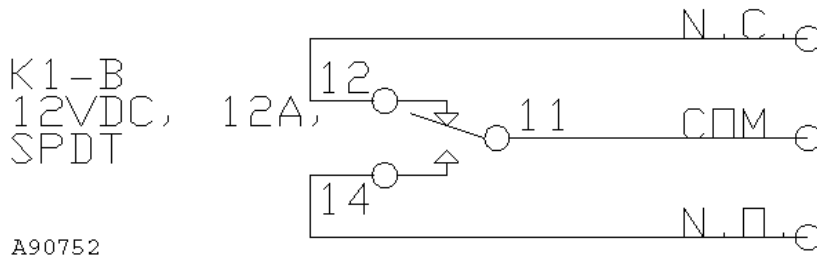 N.C.
K1-B
12
12VDC, 12A,
11
COM
SPDT
14
N.O.
A90752